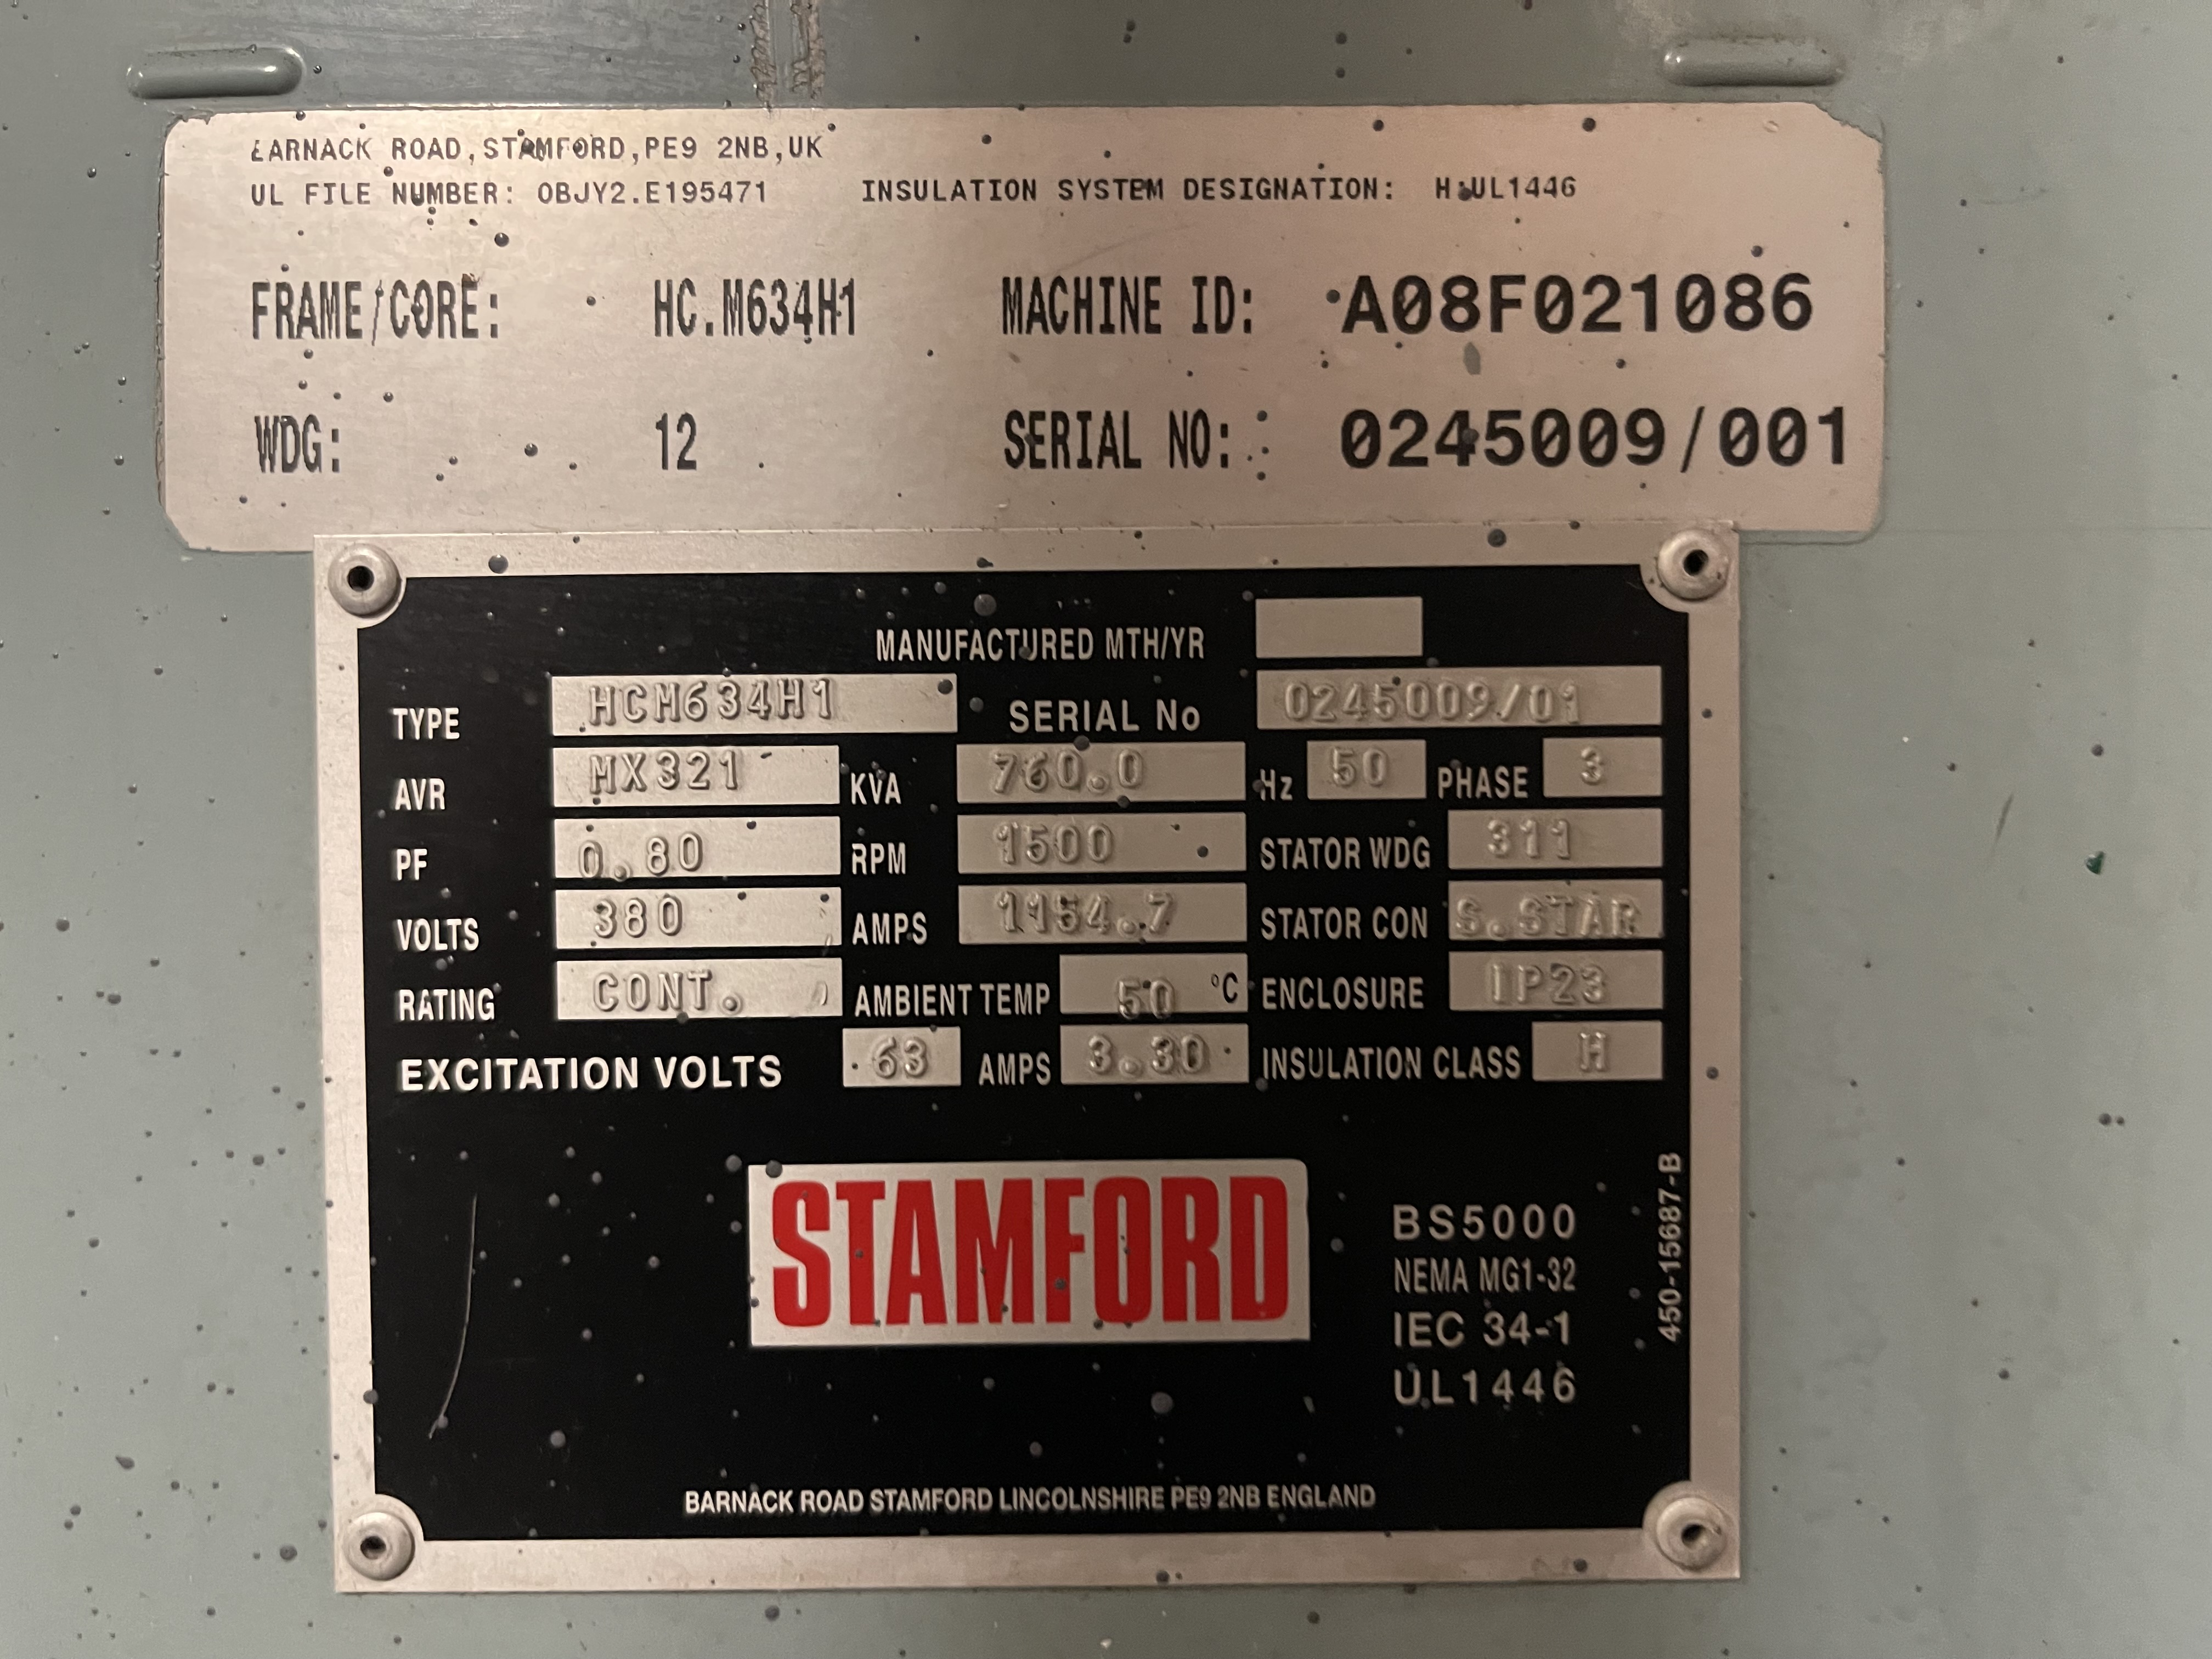 BARNACK ROAD,STAMFORD,PE9 2NB,UK
UL FILE NUMBER: OBJY2.E195471 INSULATION SYSTEM DESIGNATION: H:UL1446
FRAME/CORE: HC.M634H1 MACHINE ID: A08F021086
WDG: 12 SERIAL NO: 0245009/001
MANUFACTURED MTH/YR
TYPE HCM634H1 SERIAL No 0245009/01
AVR MX321 KVA 760.0 Hz 50 PHASE 3
PF 0.80 RPM 1500 STATOR WDG 311
VOLTS 380 AMPS 1154.7 STATOR CON S.STAR
RATING CONT. AMBIENT TEMP 50 °C ENCLOSURE IP23
EXCITATION VOLTS 63 AMPS 3.30 INSULATION CLASS H
STAMFORD
BS5000
NEMA MG1-32
IEC 34-1
UL1446
450-15687-B
BARNACK ROAD STAMFORD LINCOLNSHIRE PE9 2NB ENGLAND